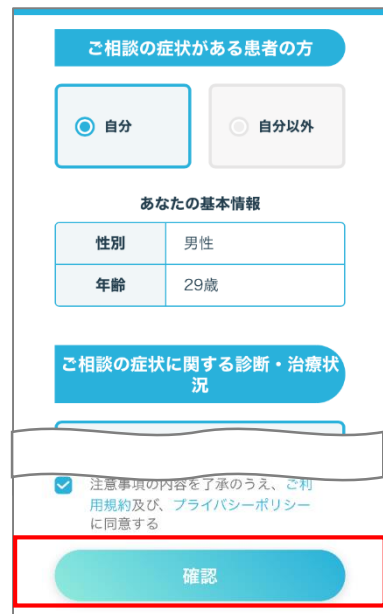 ご相談の症状がある患者の方
自分
自分以外
あなたの基本情報
性別 男性
年齢 29歳
ご相談の症状に関する診断・治療状
況
注意事項の内容を了承のうえ、ご利
用規約及び、プライバシーポリシー
に同意する
確認